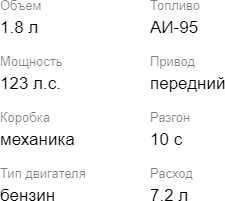 Объем
1.8 л
Топливо
АИ-95
Мощность
123 л.с.
Привод
передний
Коробка
механика
Разгон
10 с
Тип двигателя
бензин
Расход
7.2 л